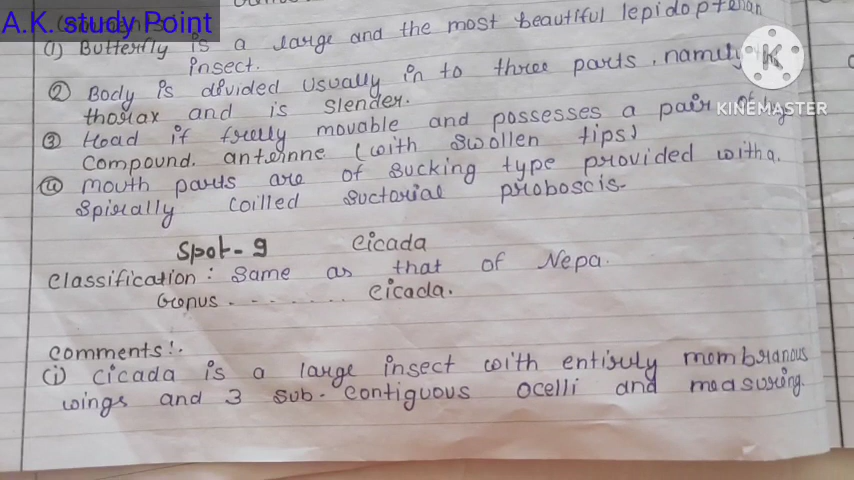 A.K. study Point
(1) Butterfly is a large and the most beautiful lepidopteran
insect.
② Body is divided usually in to three parts, namely
thorax and is slender.
③ Head if freely movable and possesses a pair of
compound. antennne (with swollen tips)
④ mouth parts are of sucking type provided with a.
spirally coilled suctorial proboscis-
K
KINEMASTER
Spot-9 Cicada
classification: same as that of Nepa.
Genus ........ cicada.
comments!.
(i) cicada is a large insect with entirely membranous
wings and 3 sub-contiguous ocelli and measuring.